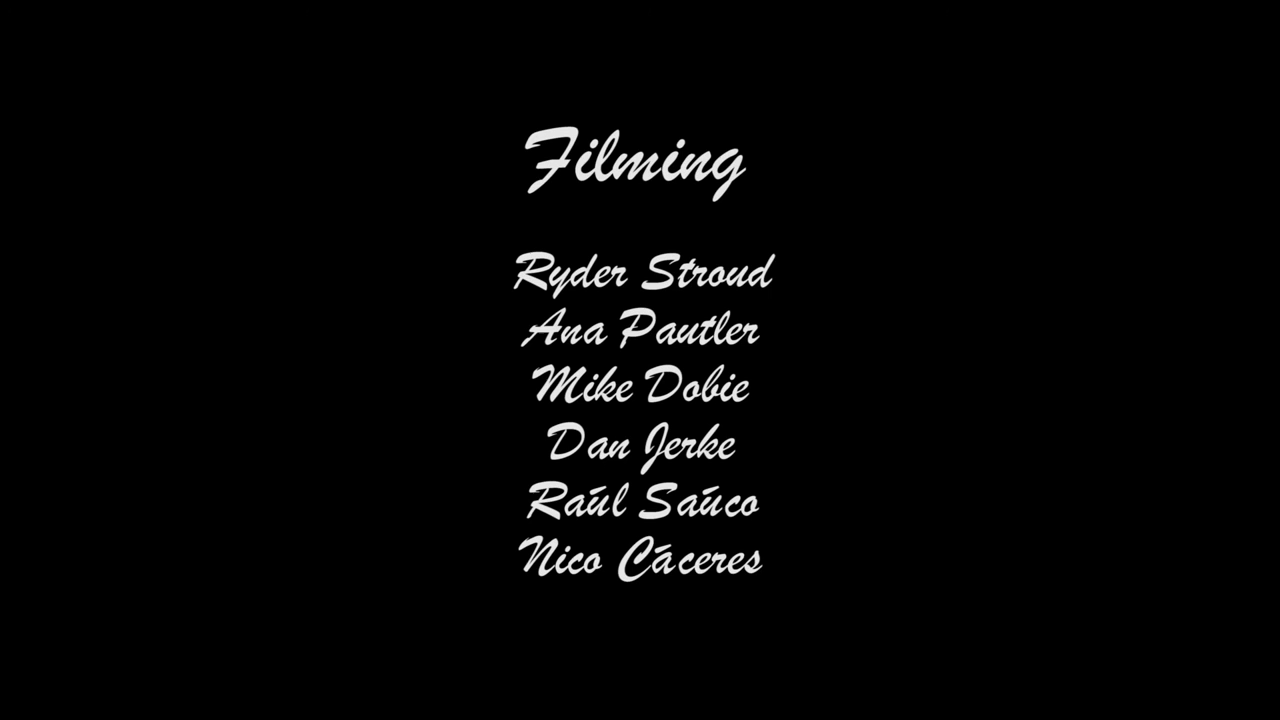 Filming
Ryder Stroud
Ana Pautler
Mike Dobie
Dan Jerke
Raúl Saúco
Nico Cáceres